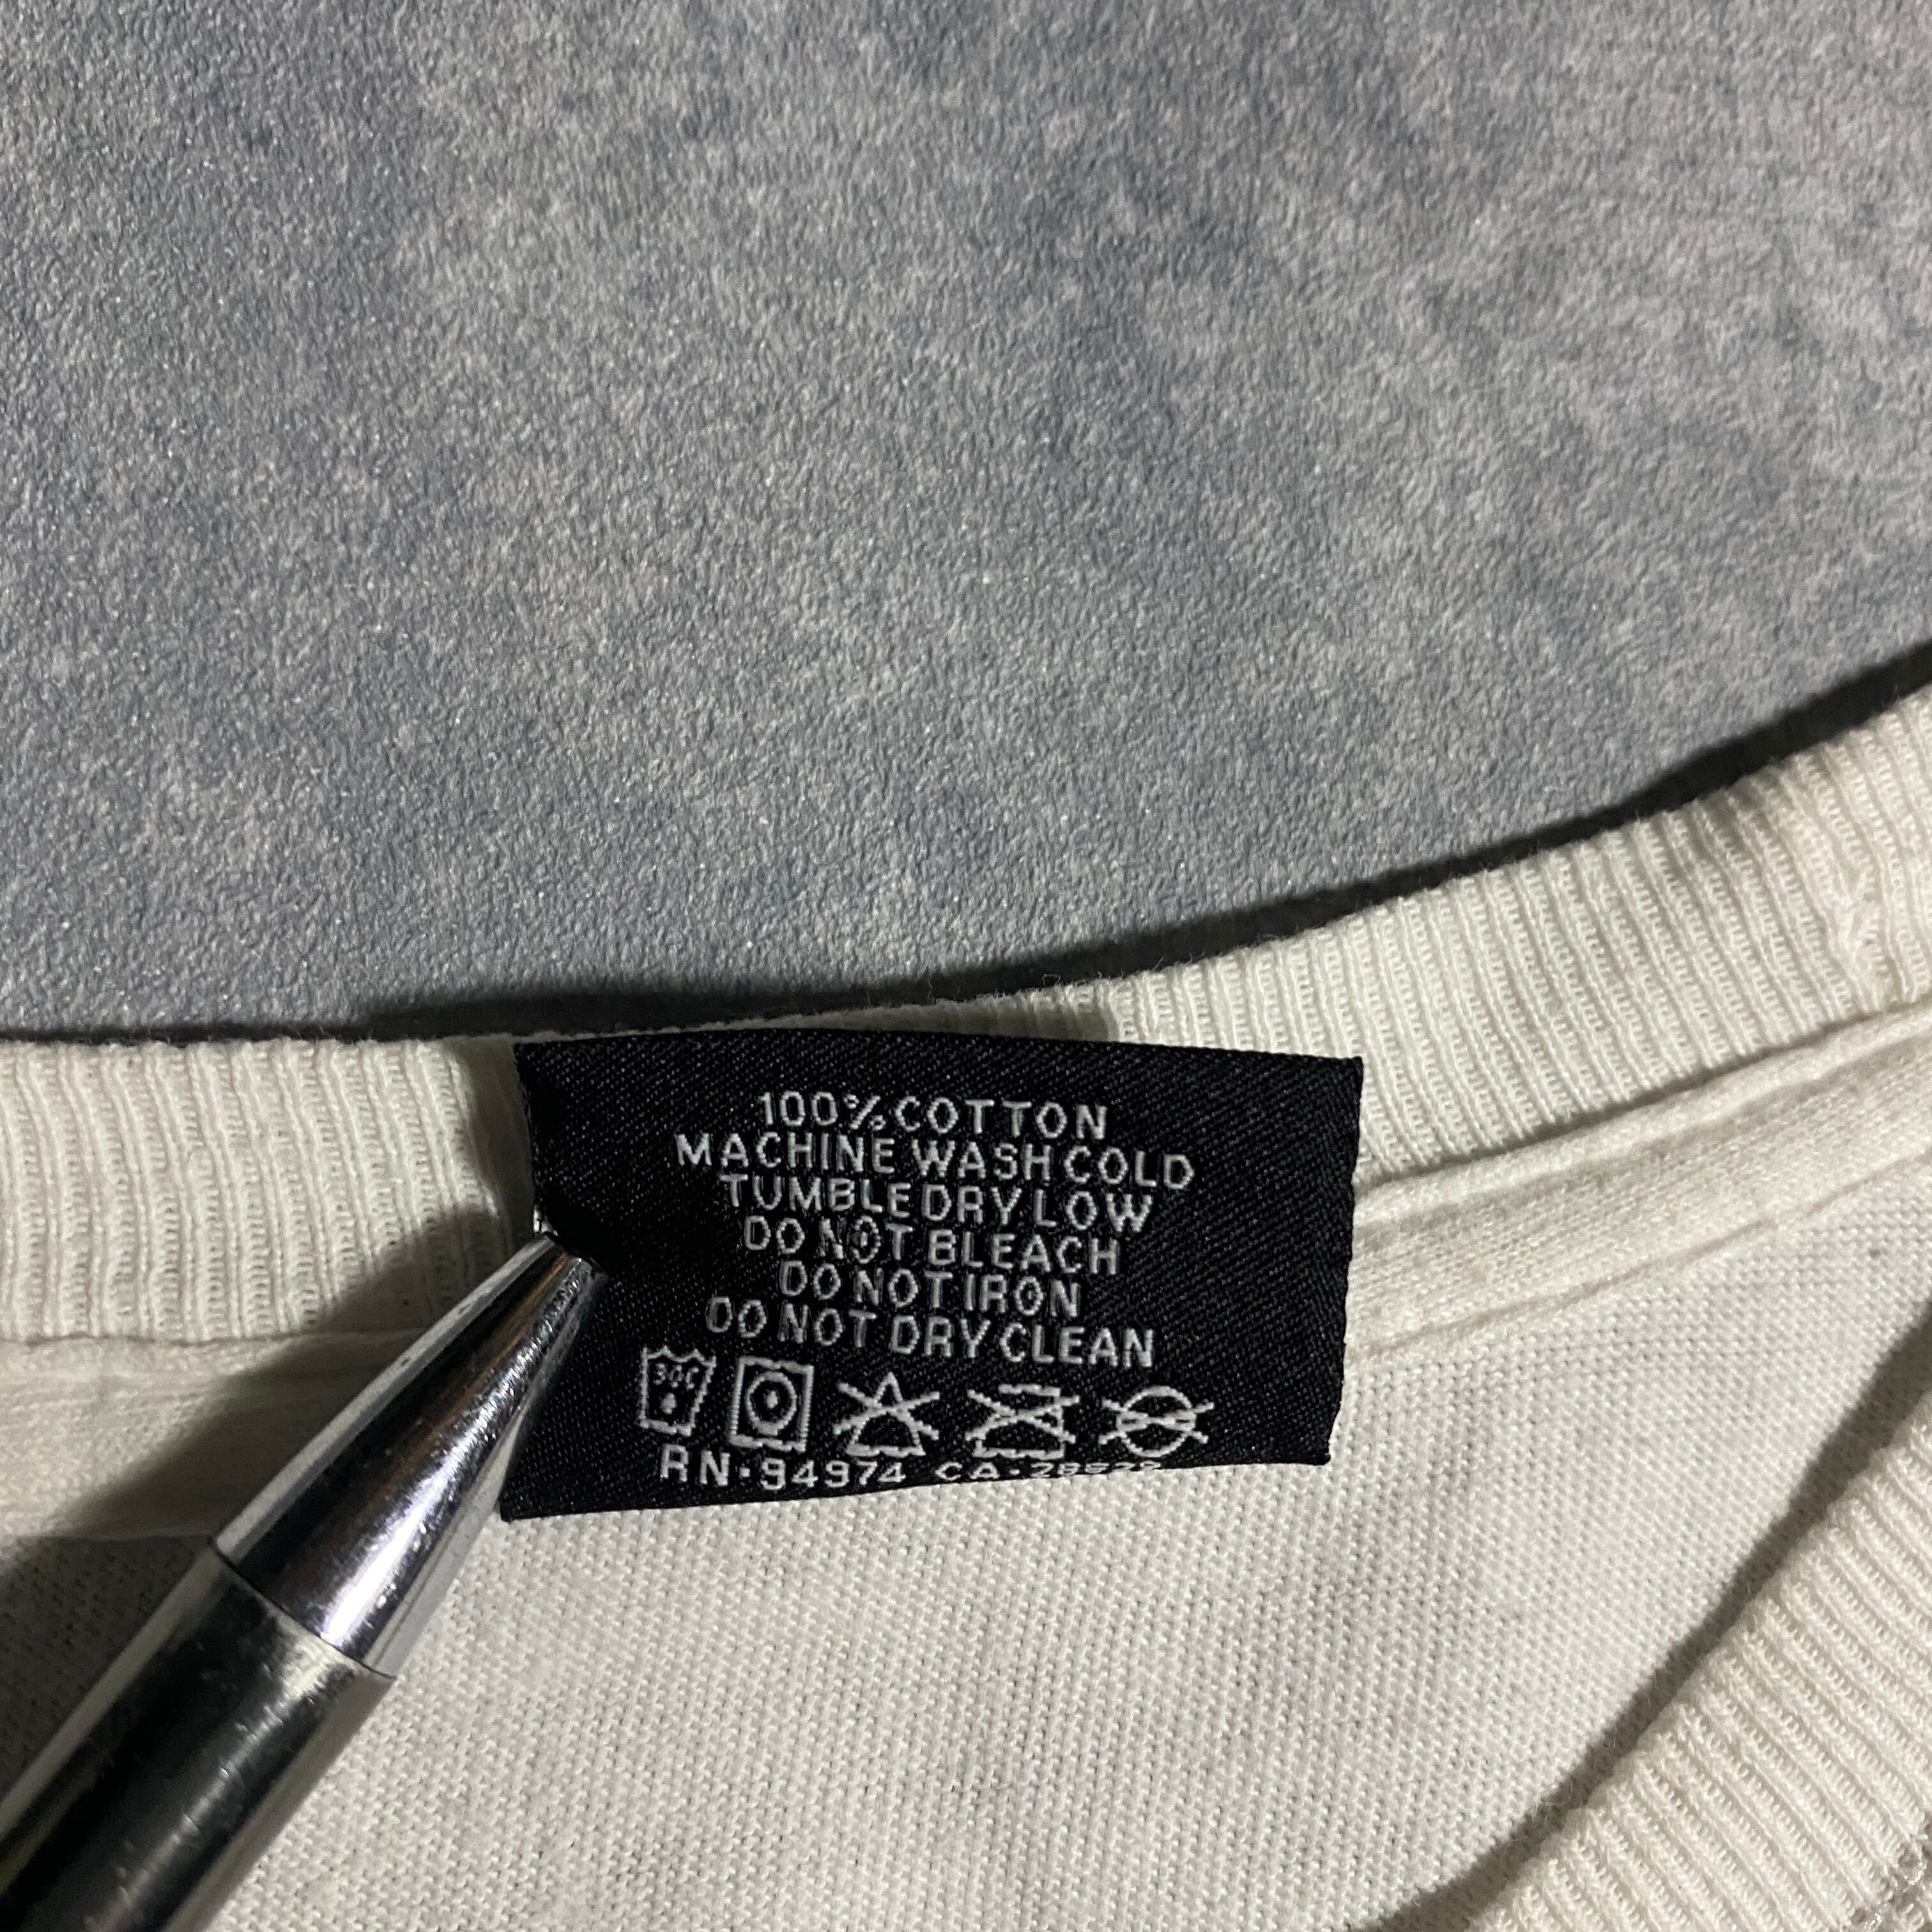 100% COTTON
MACHINE WASH COLD
TUMBLE DRY LOW
DO NOT BLEACH
DO NOT IRON
DO NOT DRY CLEAN
30C
RN·94974 CA·